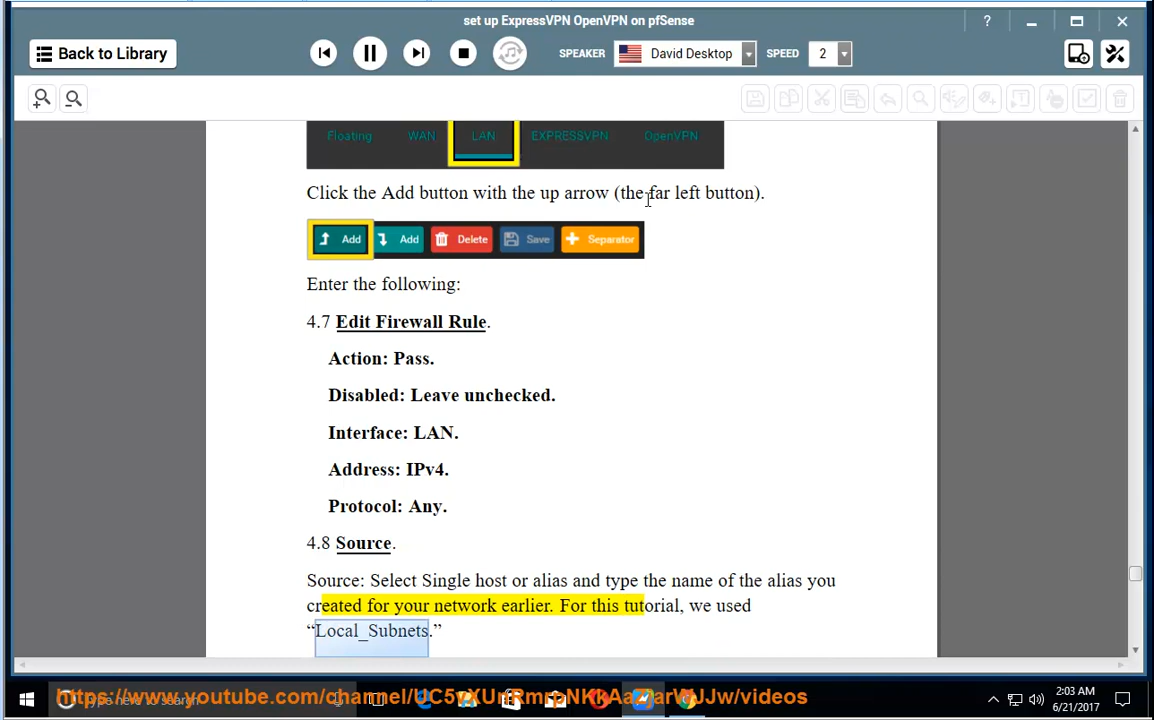 set up ExpressVPN OpenVPN on pfSense
?
Back to Library
SPEAKER
David Desktop
SPEED
2
Floating WAN LAN EXPRESSVPN OpenVPN
Click the Add button with the up arrow (the far left button).
Add Add Delete Save Separator
Enter the following:
4.7 Edit Firewall Rule.
Action: Pass.
Disabled: Leave unchecked.
Interface: LAN.
Address: IPv4.
Protocol: Any.
4.8 Source.
Source: Select Single host or alias and type the name of the alias you
created for your network earlier. For this tutorial, we used
“Local_Subnets.”
Type here to search
2:03 AM
6/21/2017